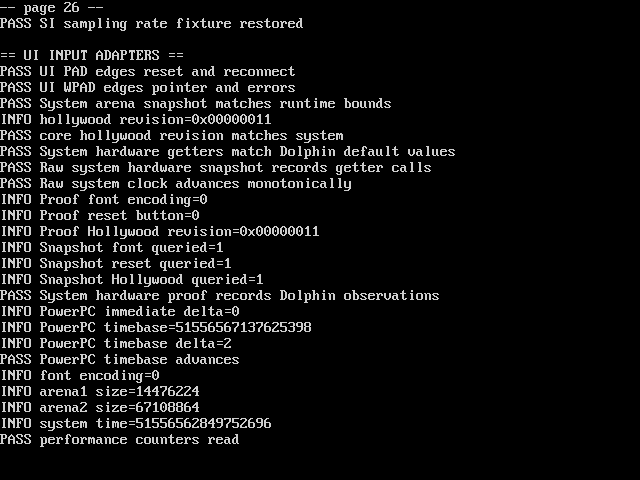 -- page 26 --
PASS SI sampling rate fixture restored
== UI INPUT ADAPTERS ==
PASS UI PAD edges reset and reconnect
PASS UI WPAD edges pointer and errors
PASS System arena snapshot matches runtime bounds
INFO hollywood revision=0x00000011
PASS core hollywood revision matches system
PASS System hardware getters match Dolphin default values
PASS Raw system hardware snapshot records getter calls
PASS Raw system clock advances monotonically
INFO Proof font encoding=0
INFO Proof reset button=0
INFO Proof Hollywood revision=0x00000011
INFO Snapshot font queried=1
INFO Snapshot reset queried=1
INFO Snapshot Hollywood queried=1
PASS System hardware proof records Dolphin observations
INFO PowerPC immediate delta=0
INFO PowerPC timebase=51556567137625398
INFO PowerPC timebase delta=2
PASS PowerPC timebase advances
INFO font encoding=0
INFO arena1 size=14476224
INFO arena2 size=67108864
INFO system time=51556562849752696
PASS performance counters read